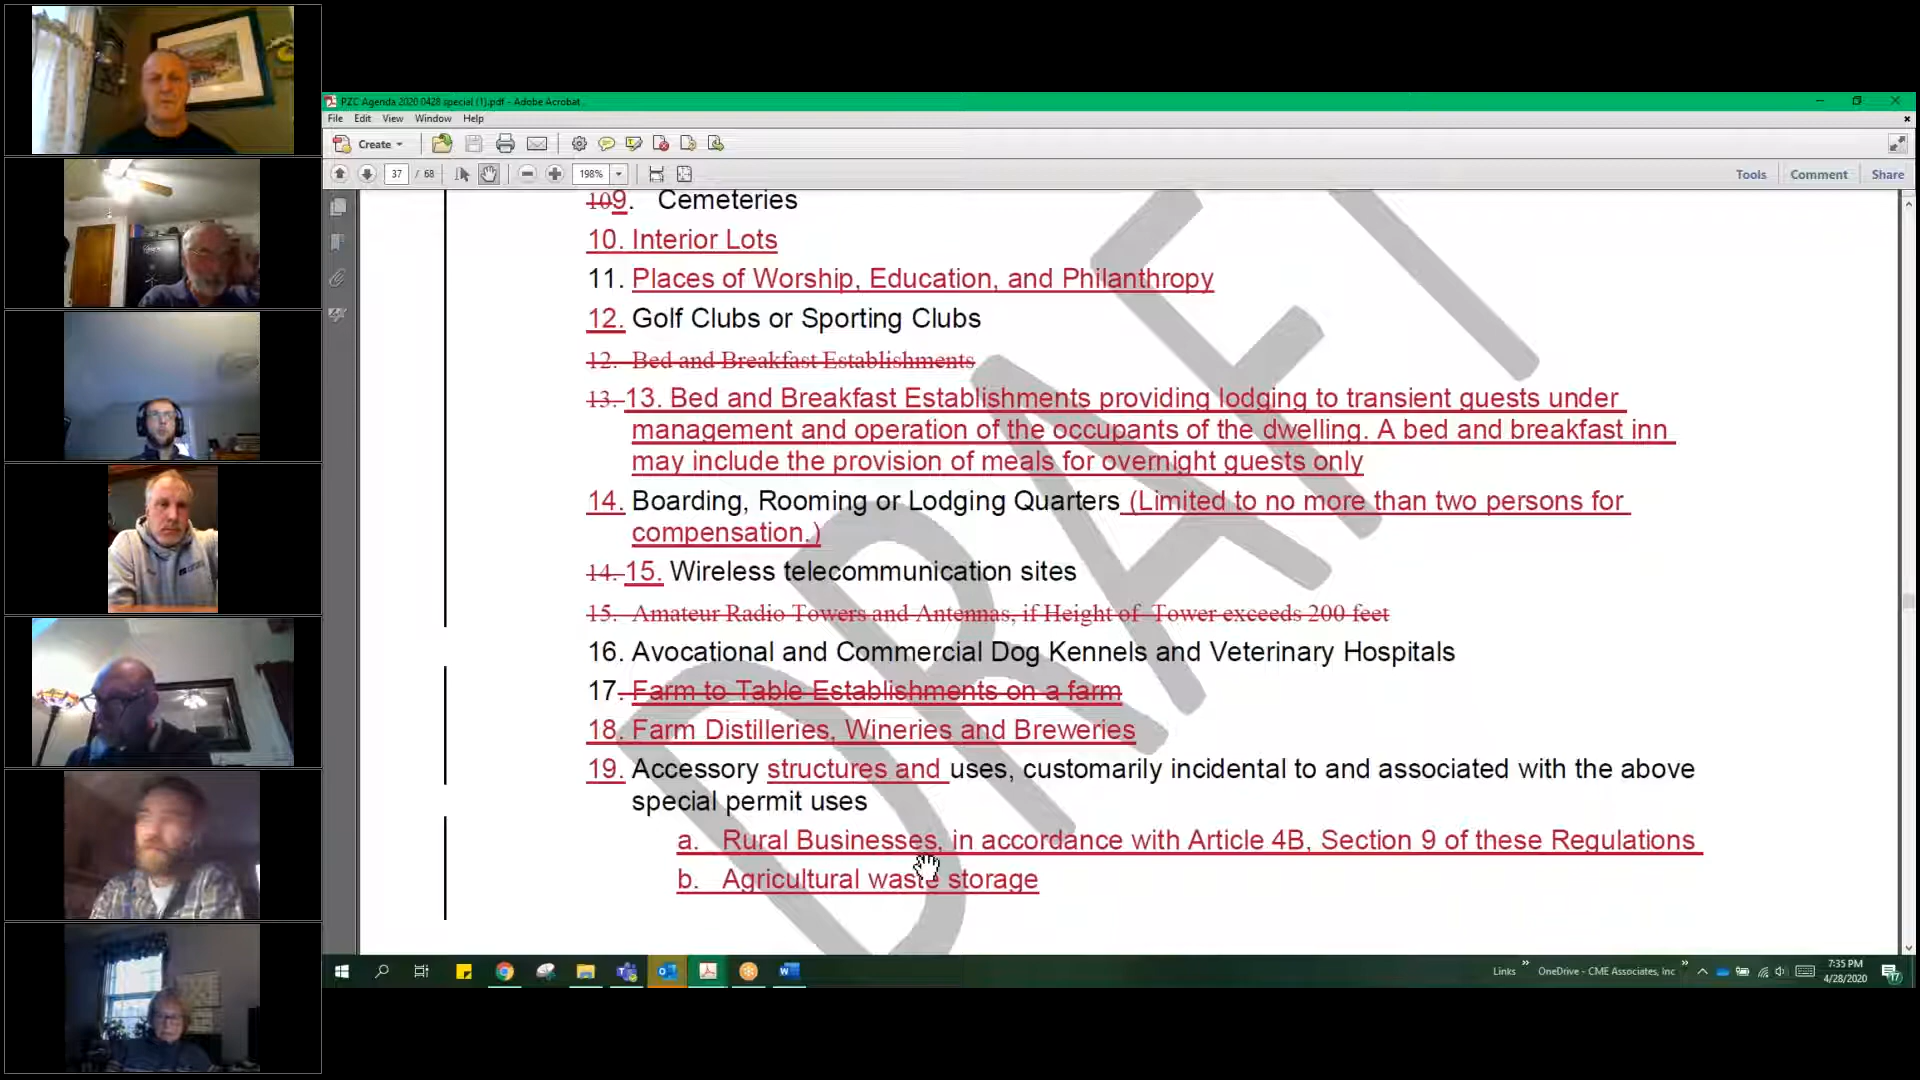 PZC Agenda 2020 0428 special (1).pdf - Adobe Acrobat
File Edit View Window Help
Create
37 / 68 198% Tools Comment Share
109. Cemeteries
10. Interior Lots
11. Places of Worship, Education, and Philanthropy
12. Golf Clubs or Sporting Clubs
12. Bed and Breakfast Establishments
13. 13. Bed and Breakfast Establishments providing lodging to transient guests under
management and operation of the occupants of the dwelling. A bed and breakfast inn
may include the provision of meals for overnight guests only
14. Boarding, Rooming or Lodging Quarters (Limited to no more than two persons for
compensation.)
14. 15. Wireless telecommunication sites
15. Amateur Radio Towers and Antennas, if Height of Tower exceeds 200 feet
16. Avocational and Commercial Dog Kennels and Veterinary Hospitals
17. Farm to Table Establishments on a farm
18. Farm Distilleries, Wineries and Breweries
19. Accessory structures and uses, customarily incidental to and associated with the above
special permit uses
a. Rural Businesses, in accordance with Article 4B, Section 9 of these Regulations
b. Agricultural waste storage
DRAFT
Links OneDrive - CME Associates, Inc 7:35 PM
4/28/2020
17